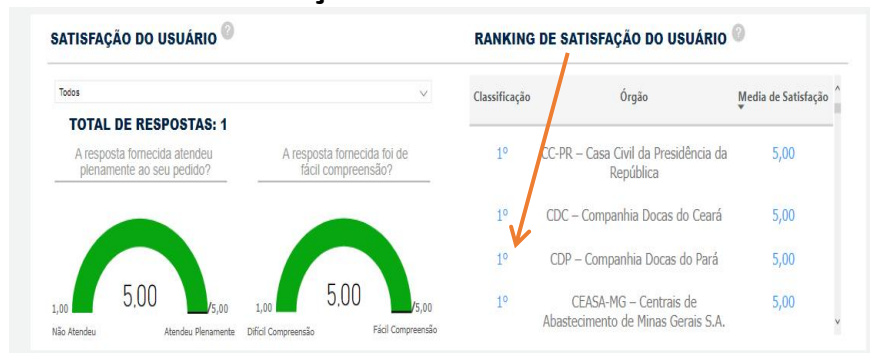 SATISFAÇÃO DO USUÁRIO ?
Todos
TOTAL DE RESPOSTAS: 1
A resposta fornecida atendeu
plenamente ao seu pedido?
A resposta fornecida foi de
fácil compreensão?
5,00
1,00
/5,00
Não Atendeu
Atendeu Plenamente
5,00
1,00
/5,00
Difícil Compreensão
Fácil Compreensão
RANKING DE SATISFAÇÃO DO USUÁRIO ?
Classificação Órgão Media de Satisfação
1º CC-PR – Casa Civil da Presidência da 5,00
República
1º CDC – Companhia Docas do Ceará 5,00
1º CDP – Companhia Docas do Pará 5,00
1º CEASA-MG – Centrais de 5,00
Abastecimento de Minas Gerais S.A.